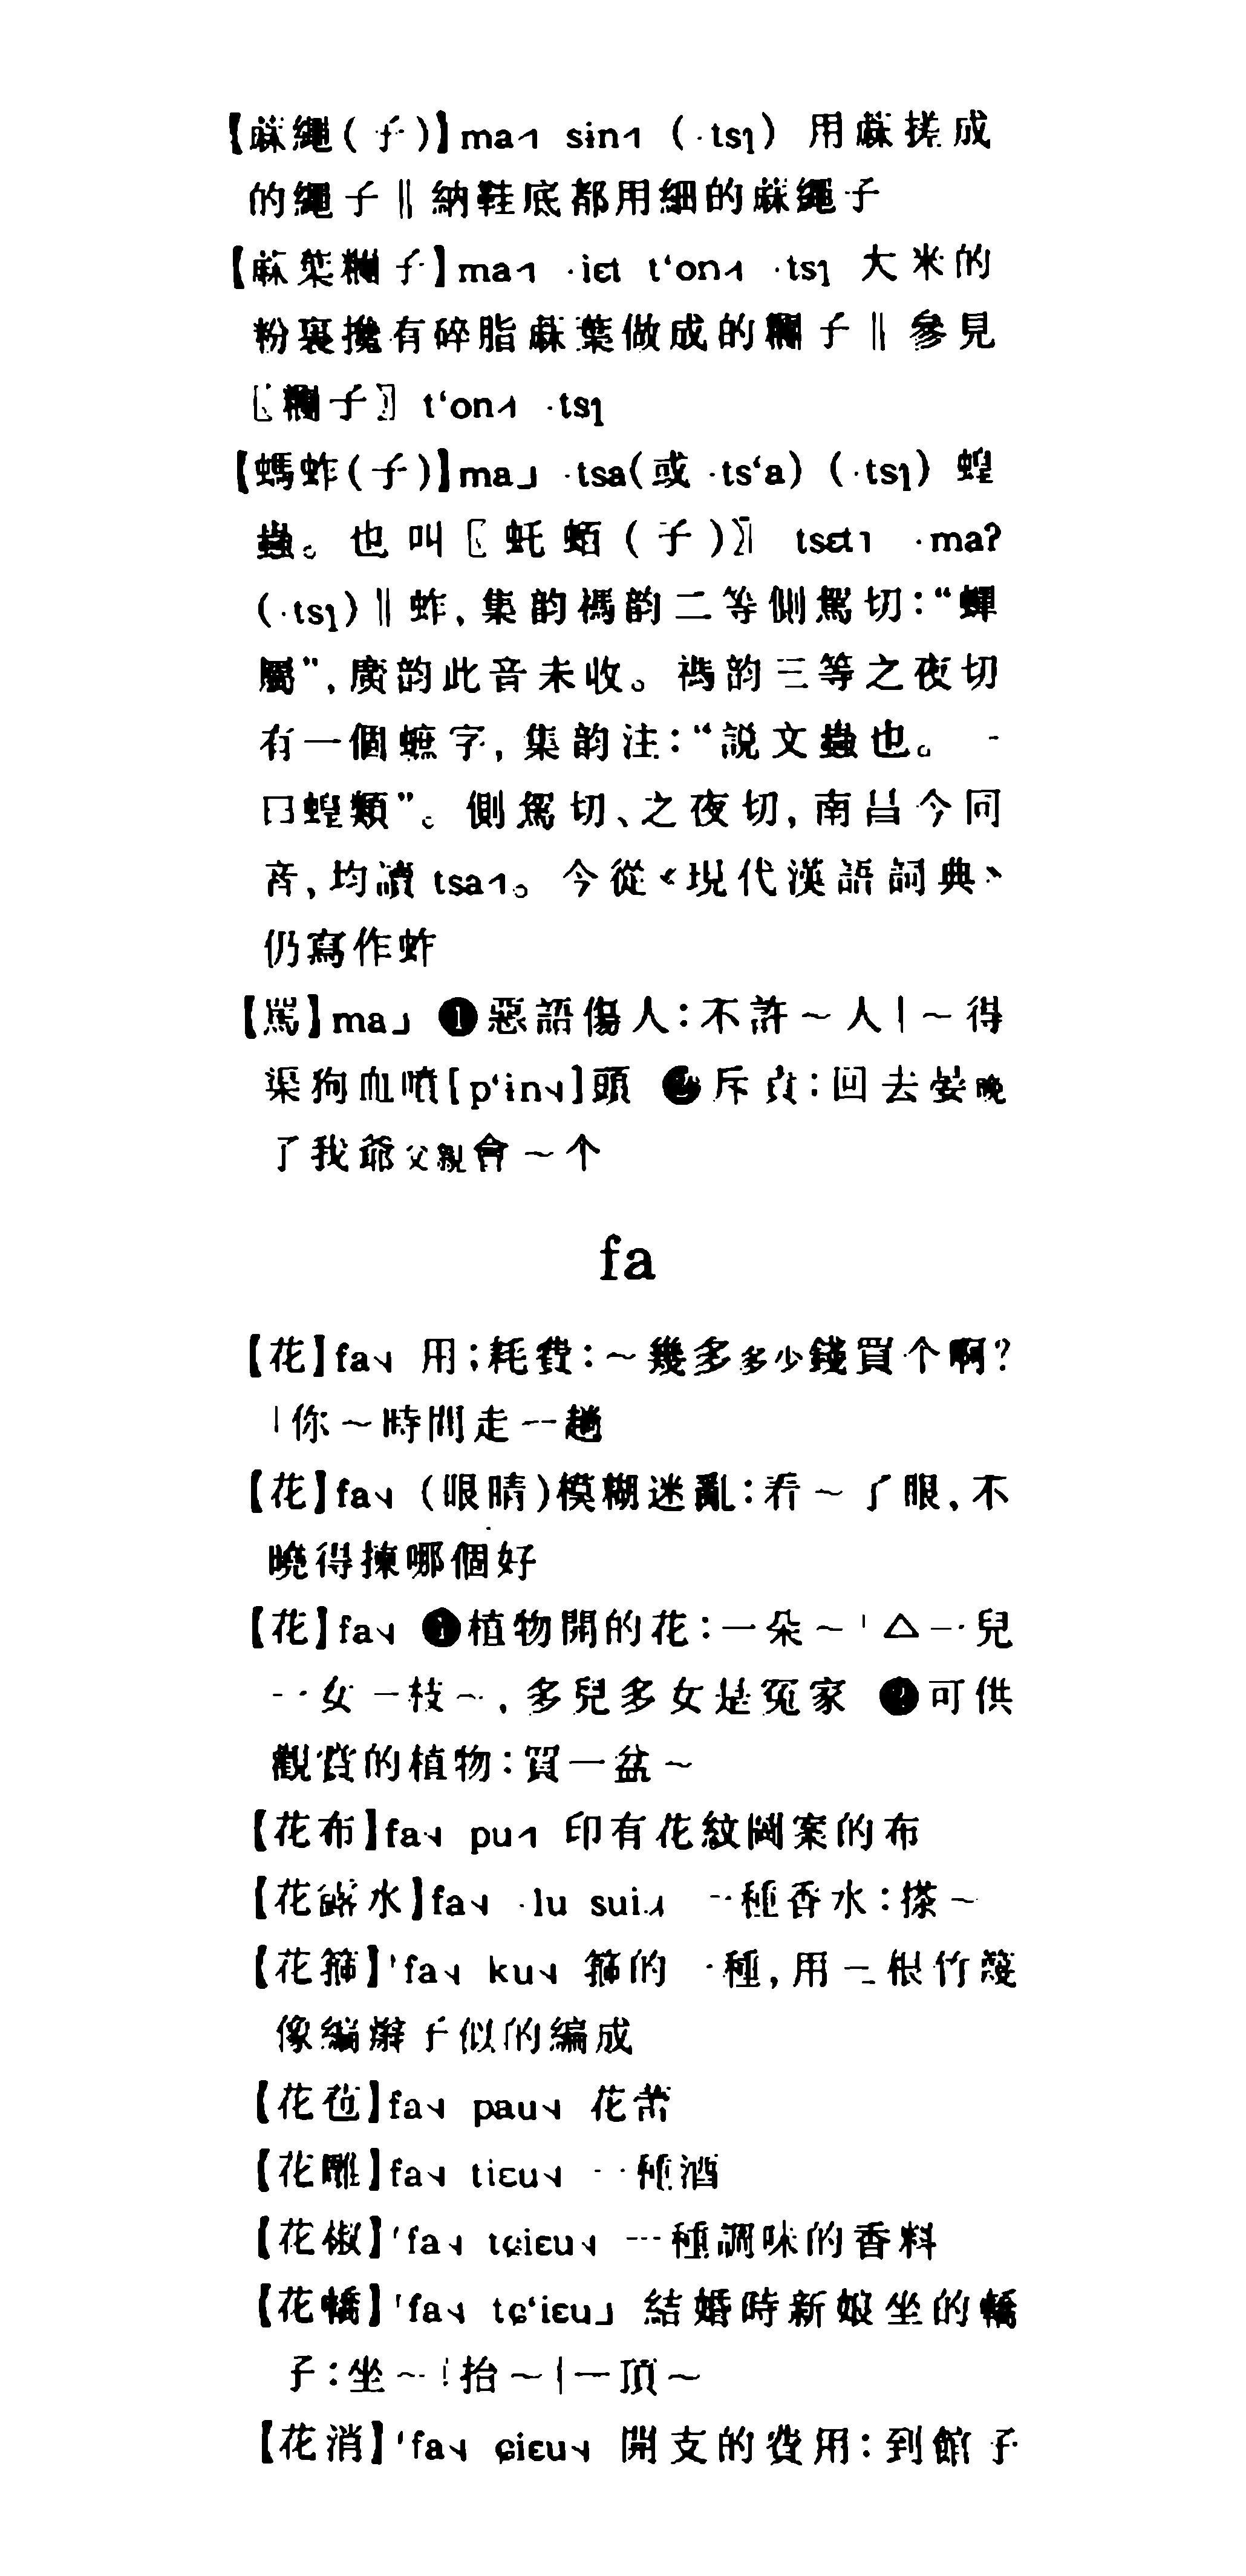 【蔴繩(子)】ma˧ sin˧ (·tsɿ) 用蔴搓成
的繩子‖納鞋底都用細的蔴繩子
【蔴葉糰子】ma˧ ·iɛt t‘on ·tsɿ 大米的
粉裏攙有碎脂蔴葉做成的糰子‖參見
〖糰子〗t‘on ·tsɿ
【螞蚱(子)】ma˩ ·tsa(或·ts‘a) (·tsɿ) 蝗
蟲。也叫〖虴蛨(子)〗tsɛt ·maʔ
(·tsɿ)‖蚱,集韵禡韵二等側駕切:“蟬
屬”,廣韵此音未收。禡韵三等之夜切
有一個蟅字,集韵注:“説文蟲也。一
曰蝗類”。側駕切、之夜切,南昌今同
音,均讀tsa˧。今從《現代漢語詞典》
仍寫作蚱
【駡】ma˩ ❶惡語傷人:不許~人|~得
渠狗血噴[p‘in]頭 ❷斥責:回去晏晚
了我爺父親會~个
fa
【花】fa 用;耗費:~幾多多少錢買个啊?
|你~時間走一趟
【花】fa (眼睛)模糊迷亂:看~了眼,不
曉得揀哪個好
【花】fa ❶植物開的花:一朵~|△一兒
一女一枝~,多兒多女是冤家 ❷可供
觀賞的植物:買一盆~
【花布】fa pu 印有花紋圖案的布
【花露水】fa ·lu sui 一種香水:搽~
【花箍】'fa ku 箍的一種,用三根竹篾
像編辮子似的編成
【花苞】fa pau 花蕾
【花雕】fa tiɛu 一種酒
【花椒】'fa tɕiɛu 一種調味的香料
【花轎】'fa tɕ‘iɛu˩ 結婚時新娘坐的轎
子:坐~|抬~|一頂~
【花消】'fa ɕiɛu 開支的費用:到館子